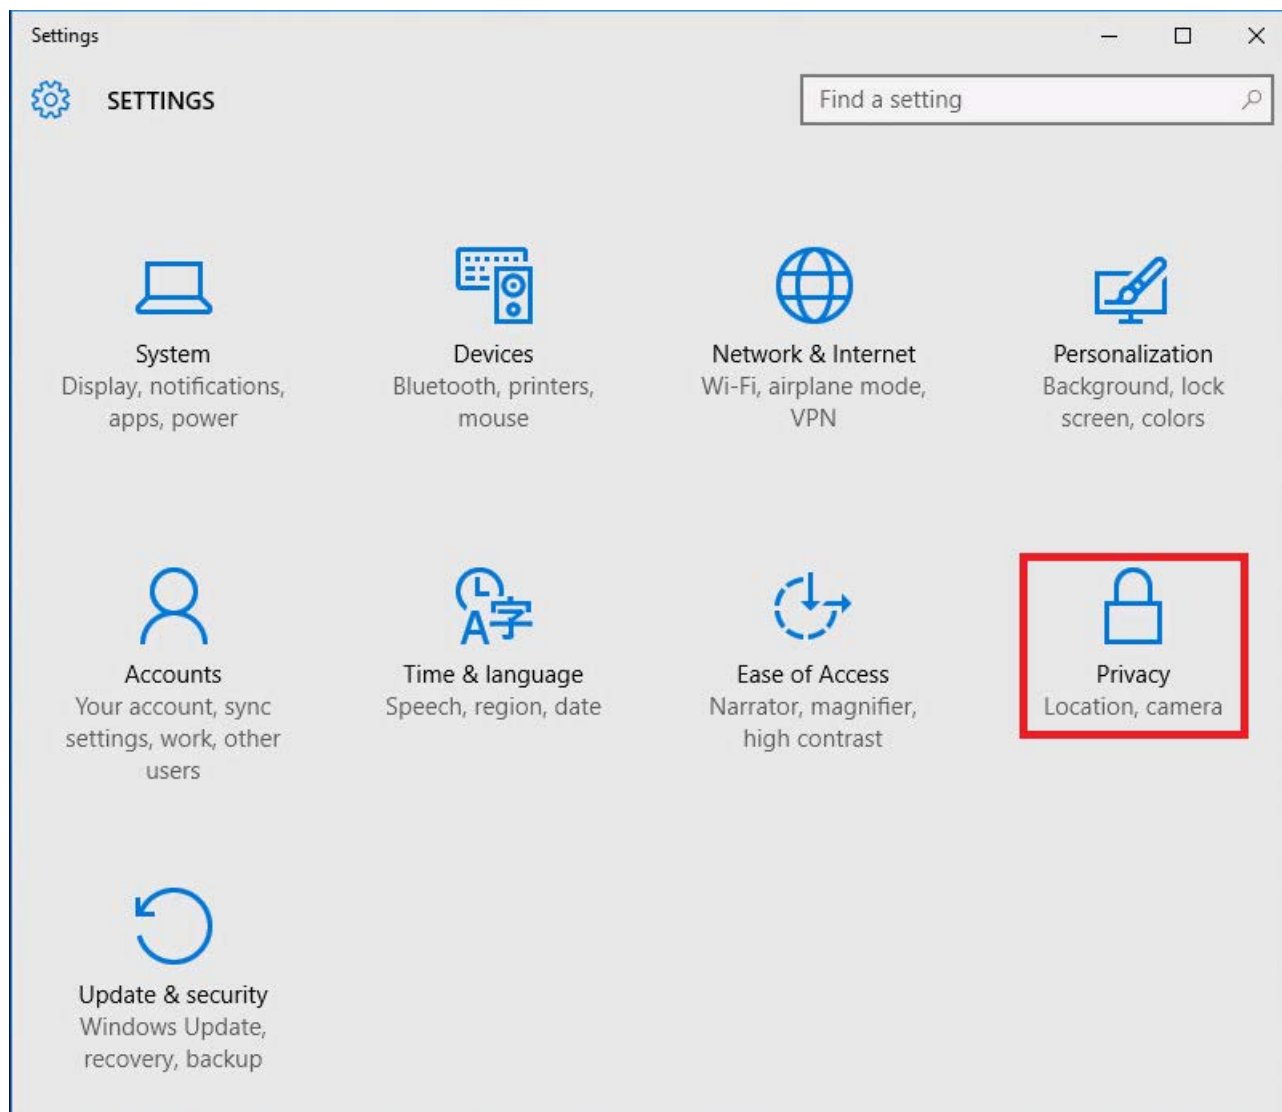 Settings
SETTINGS
Find a setting
System
Display, notifications,
apps, power
Devices
Bluetooth, printers,
mouse
Network & Internet
Wi-Fi, airplane mode,
VPN
Personalization
Background, lock
screen, colors
Accounts
Your account, sync
settings, work, other
users
A字
Time & language
Speech, region, date
Ease of Access
Narrator, magnifier,
high contrast
Privacy
Location, camera
Update & security
Windows Update,
recovery, backup